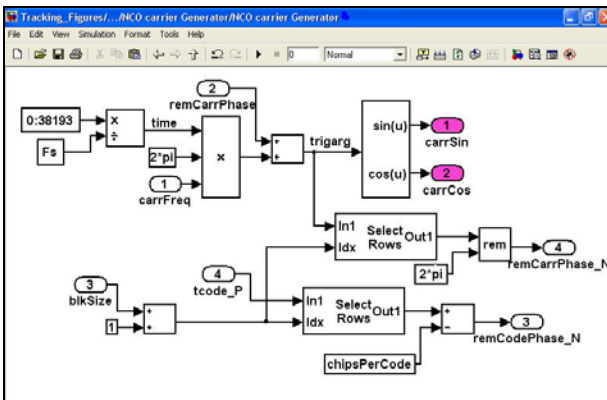 Tracking_Figures/.../NCO carrier Generator/NCO carrier Generator
File Edit View Simulation Format Tools Help
0 Normal
2
remCarrPhase
0:38193
×
÷
time
Fs
2*pi
×
1
carrFreq
+
+
trigarg
sin(u)
cos(u)
1
carrSin
2
carrCos
In1
Idx
Select
Rows
Out1
2*pi
rem
4
remCarrPhase_N
3
blkSize
1
+
+
4
tcode_P
In1
Idx
Select
Rows
Out1
chipsPerCode
+
−
3
remCodePhase_N